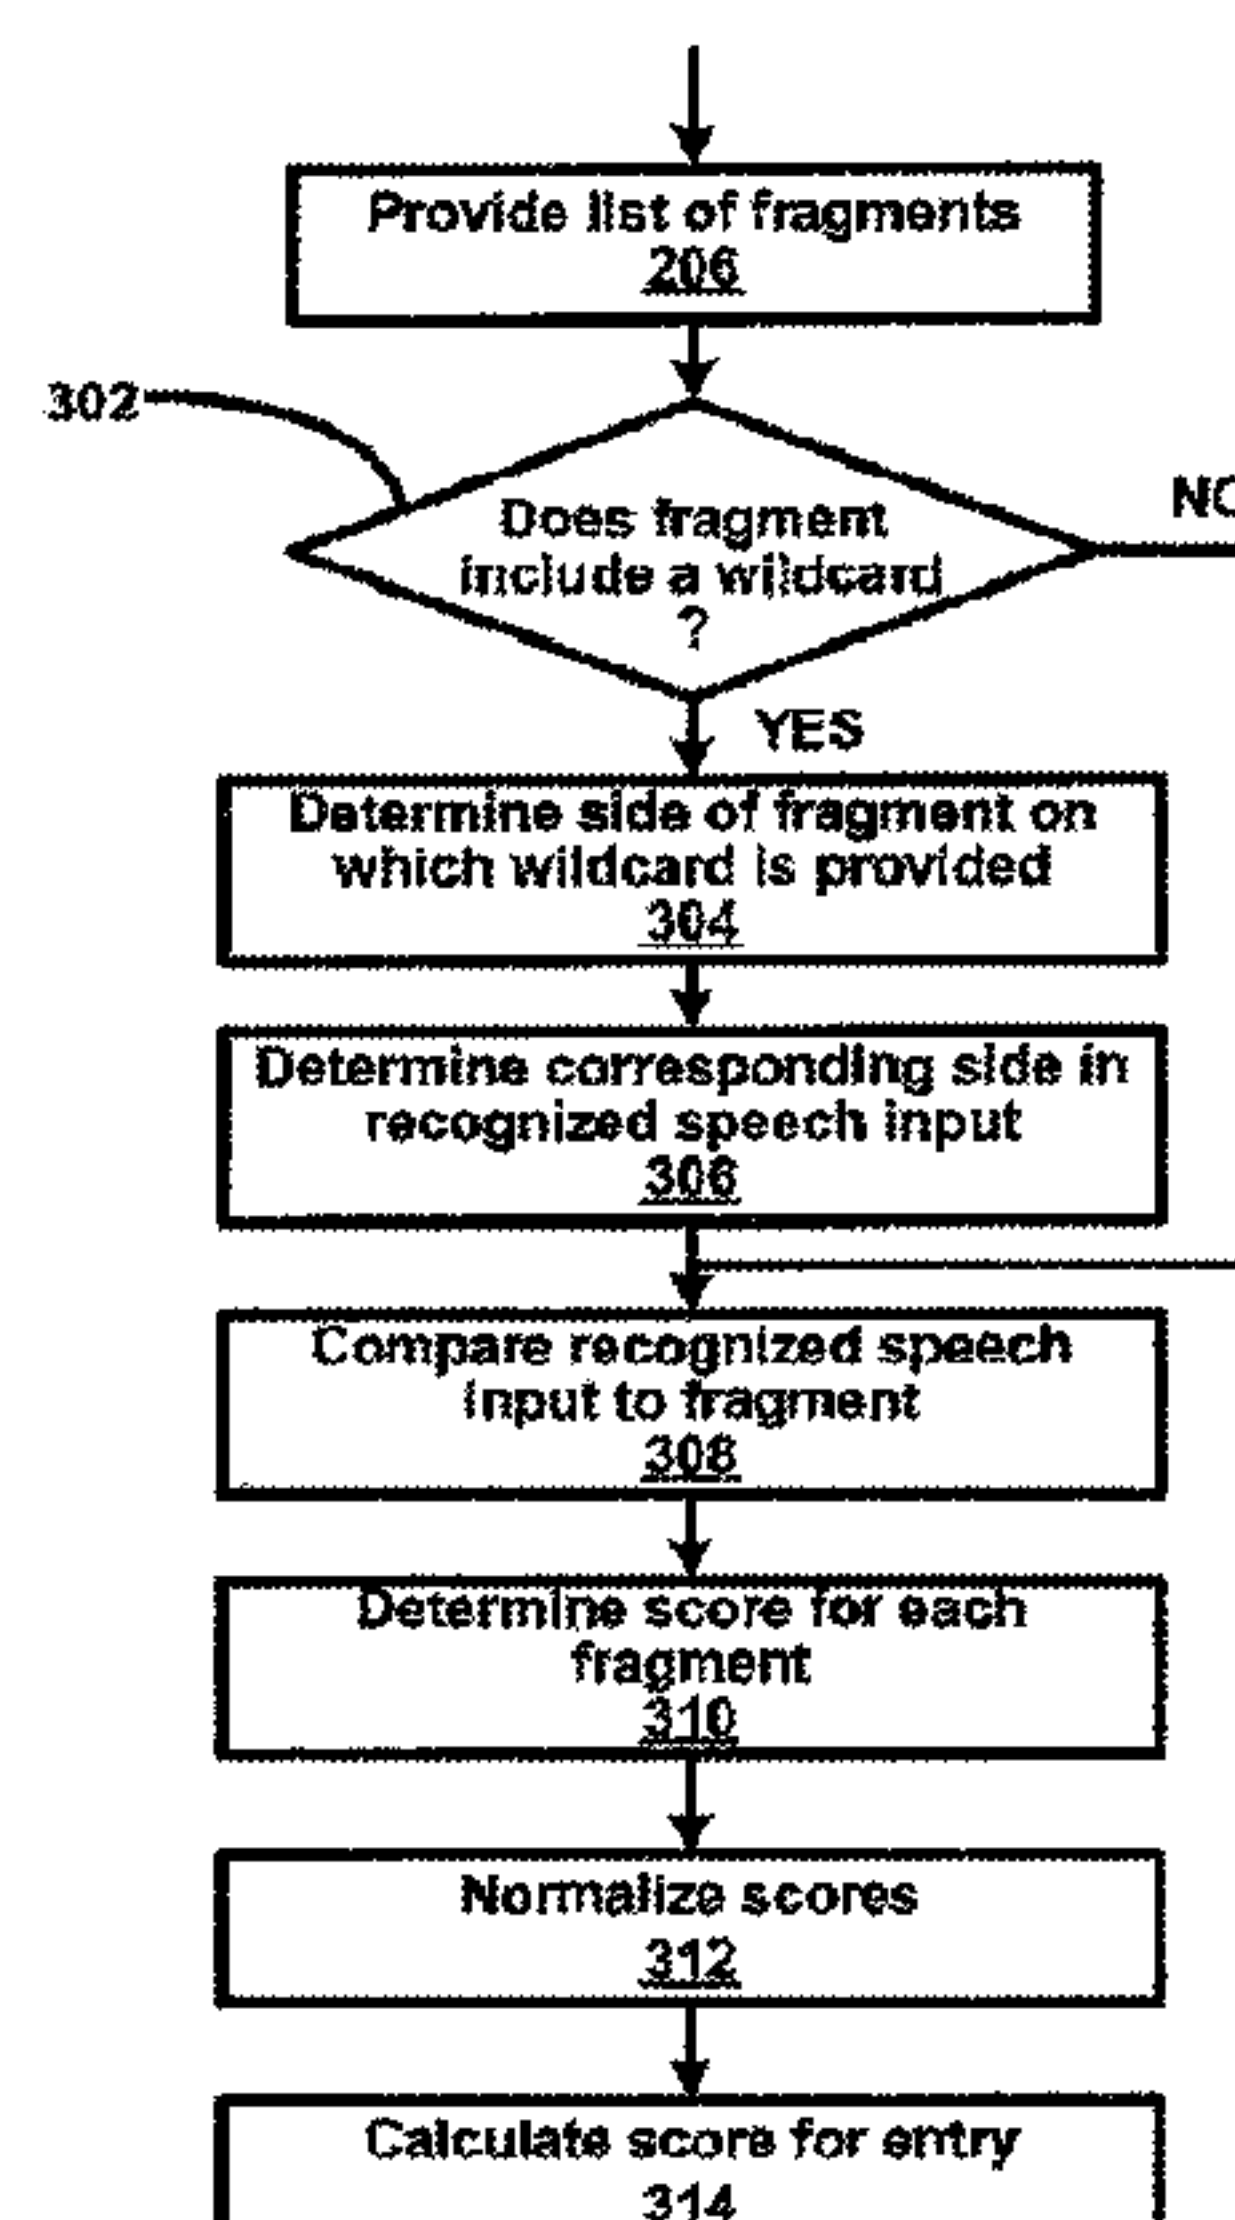 Provide list of fragments
206
302
NO
Does fragment
include a wildcard
?
YES
Determine side of fragment on
which wildcard is provided
304
Determine corresponding side in
recognized speech input
306
Compare recognized speech
input to fragment
308
Determine score for each
fragment
310
Normalize scores
312
Calculate score for entry
314